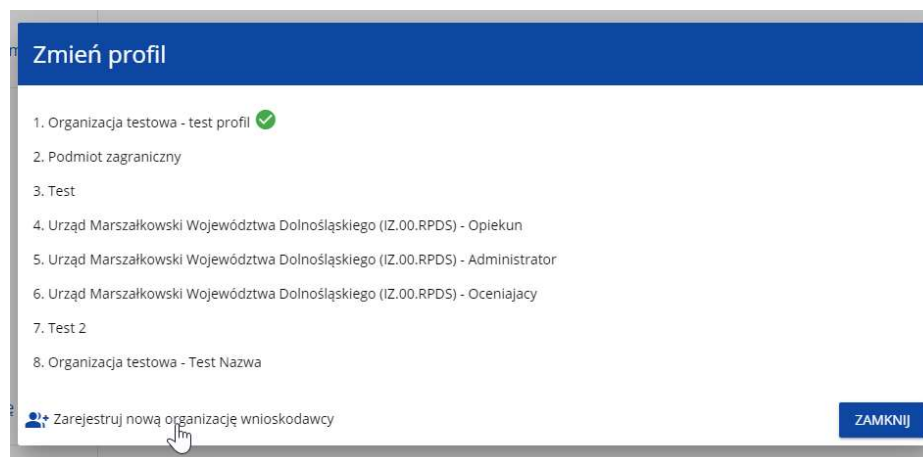 Zmień profil
1. Organizacja testowa - test profil
2. Podmiot zagraniczny
3. Test
4. Urząd Marszałkowski Województwa Dolnośląskiego (IZ.00.RPDS) - Opiekun
5. Urząd Marszałkowski Województwa Dolnośląskiego (IZ.00.RPDS) - Administrator
6. Urząd Marszałkowski Województwa Dolnośląskiego (IZ.00.RPDS) - Oceniajacy
7. Test 2
8. Organizacja testowa - Test Nazwa
Zarejestruj nową organizację wnioskodawcy
ZAMKNIJ